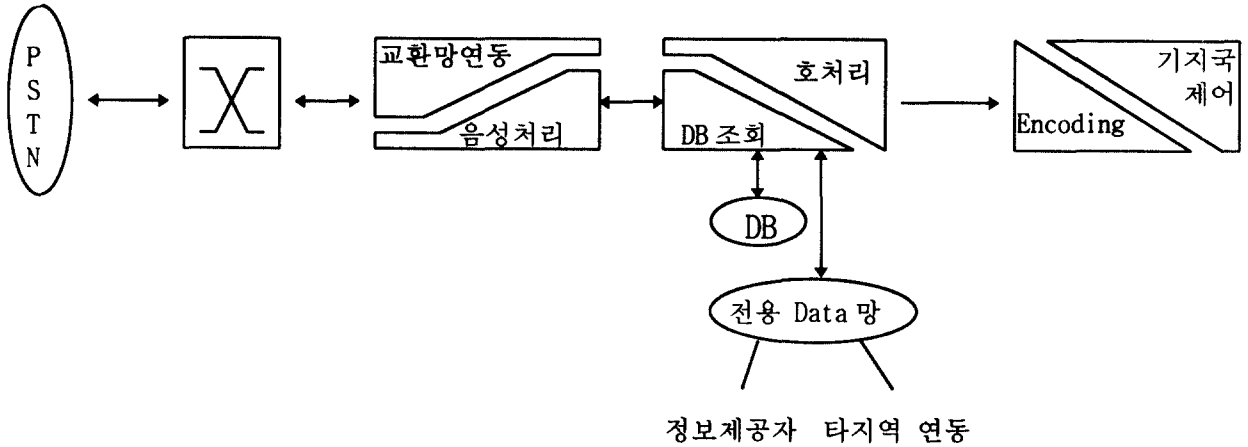 PSTN
교환망연동
음성처리
호처리
DB 조회
Encoding
기지국
제어
DB
전용 Data 망
정보제공자 타지역 연동